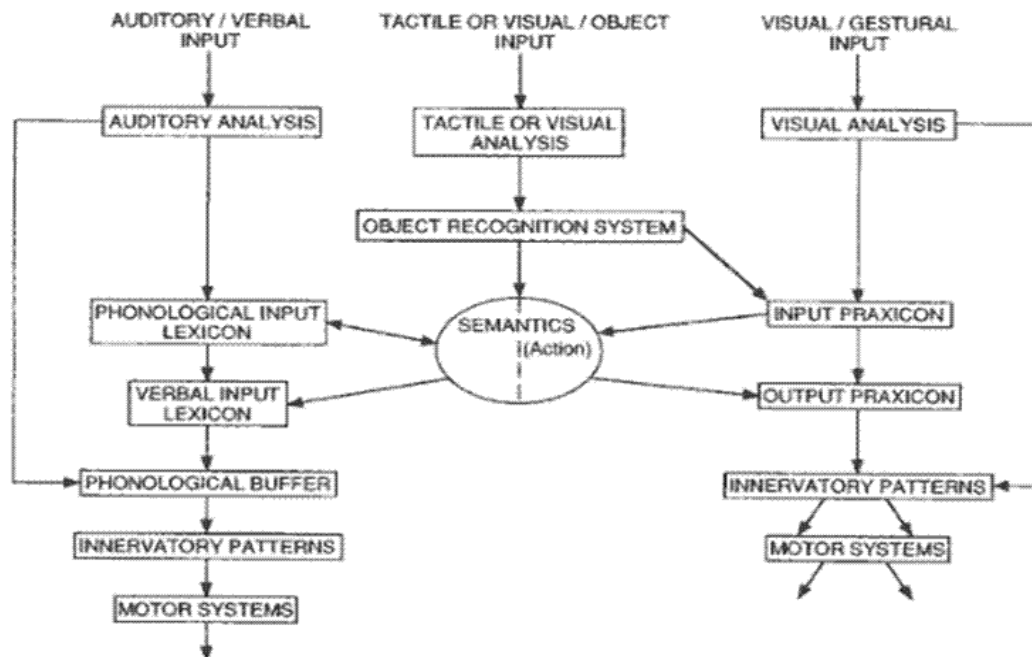 AUDITORY / VERBAL
INPUT
TACTILE OR VISUAL / OBJECT
INPUT
VISUAL / GESTURAL
INPUT
AUDITORY ANALYSIS
TACTILE OR VISUAL
ANALYSIS
VISUAL ANALYSIS
OBJECT RECOGNITION SYSTEM
PHONOLOGICAL INPUT
LEXICON
SEMANTICS
(Action)
INPUT PRAXICON
VERBAL INPUT
LEXICON
OUTPUT PRAXICON
PHONOLOGICAL BUFFER
INNERVATORY PATTERNS
INNERVATORY PATTERNS
MOTOR SYSTEMS
MOTOR SYSTEMS